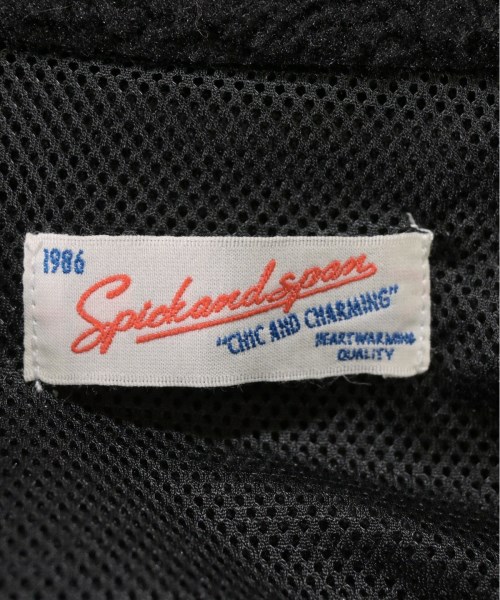 1986
Spickandspan
"CHIC AND CHARMING"
HEARTWARMING
QUALITY